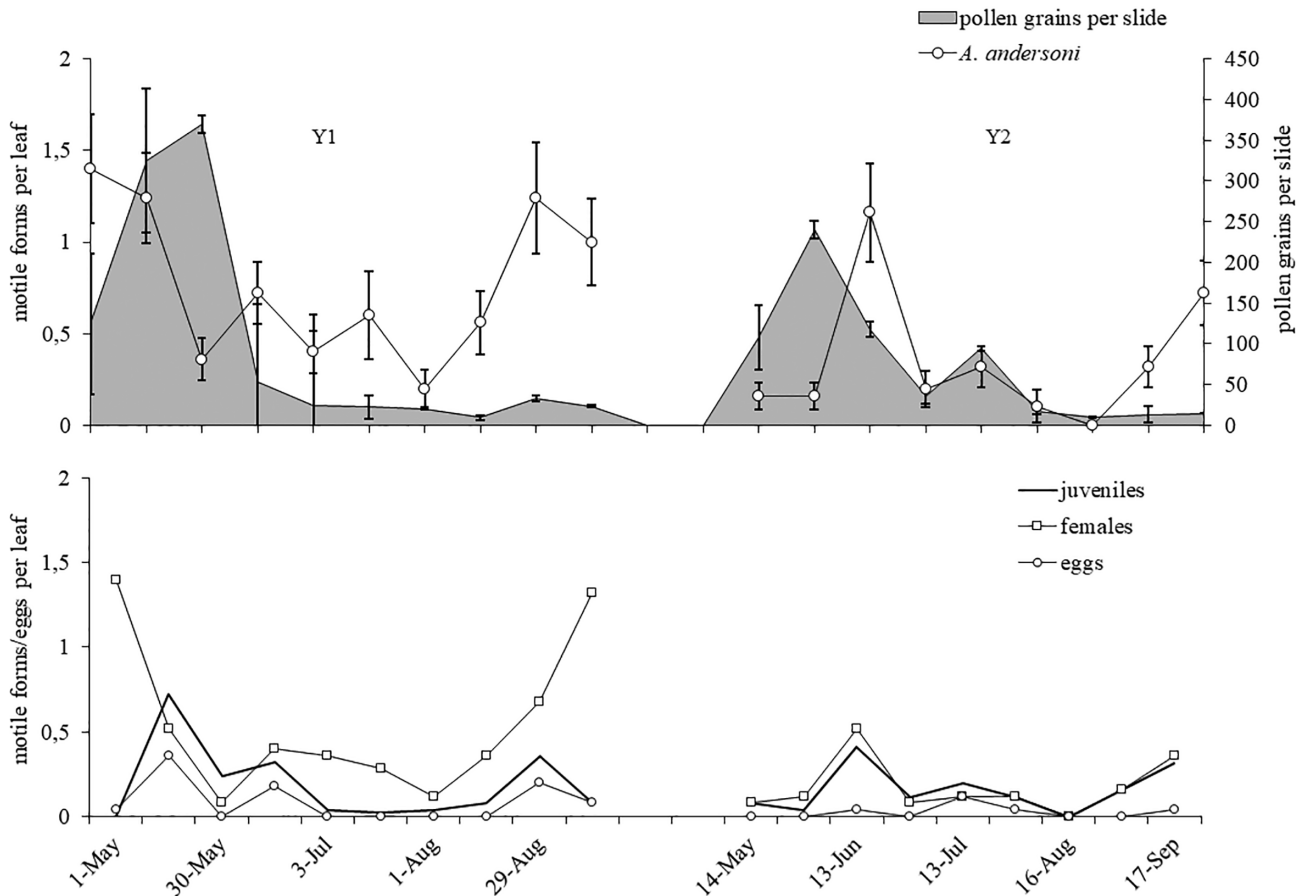 pollen grains per slide
A. andersoni
2
1,5
1
0,5
0
motile forms per leaf
Y1
Y2
450
400
350
300
250
200
150
100
50
0
pollen grains per slide
juveniles
females
eggs
2
1,5
1
0,5
0
motile forms/eggs per leaf
1-May
30-May
3-Jul
1-Aug
29-Aug
14-May
13-Jun
13-Jul
16-Aug
17-Sep